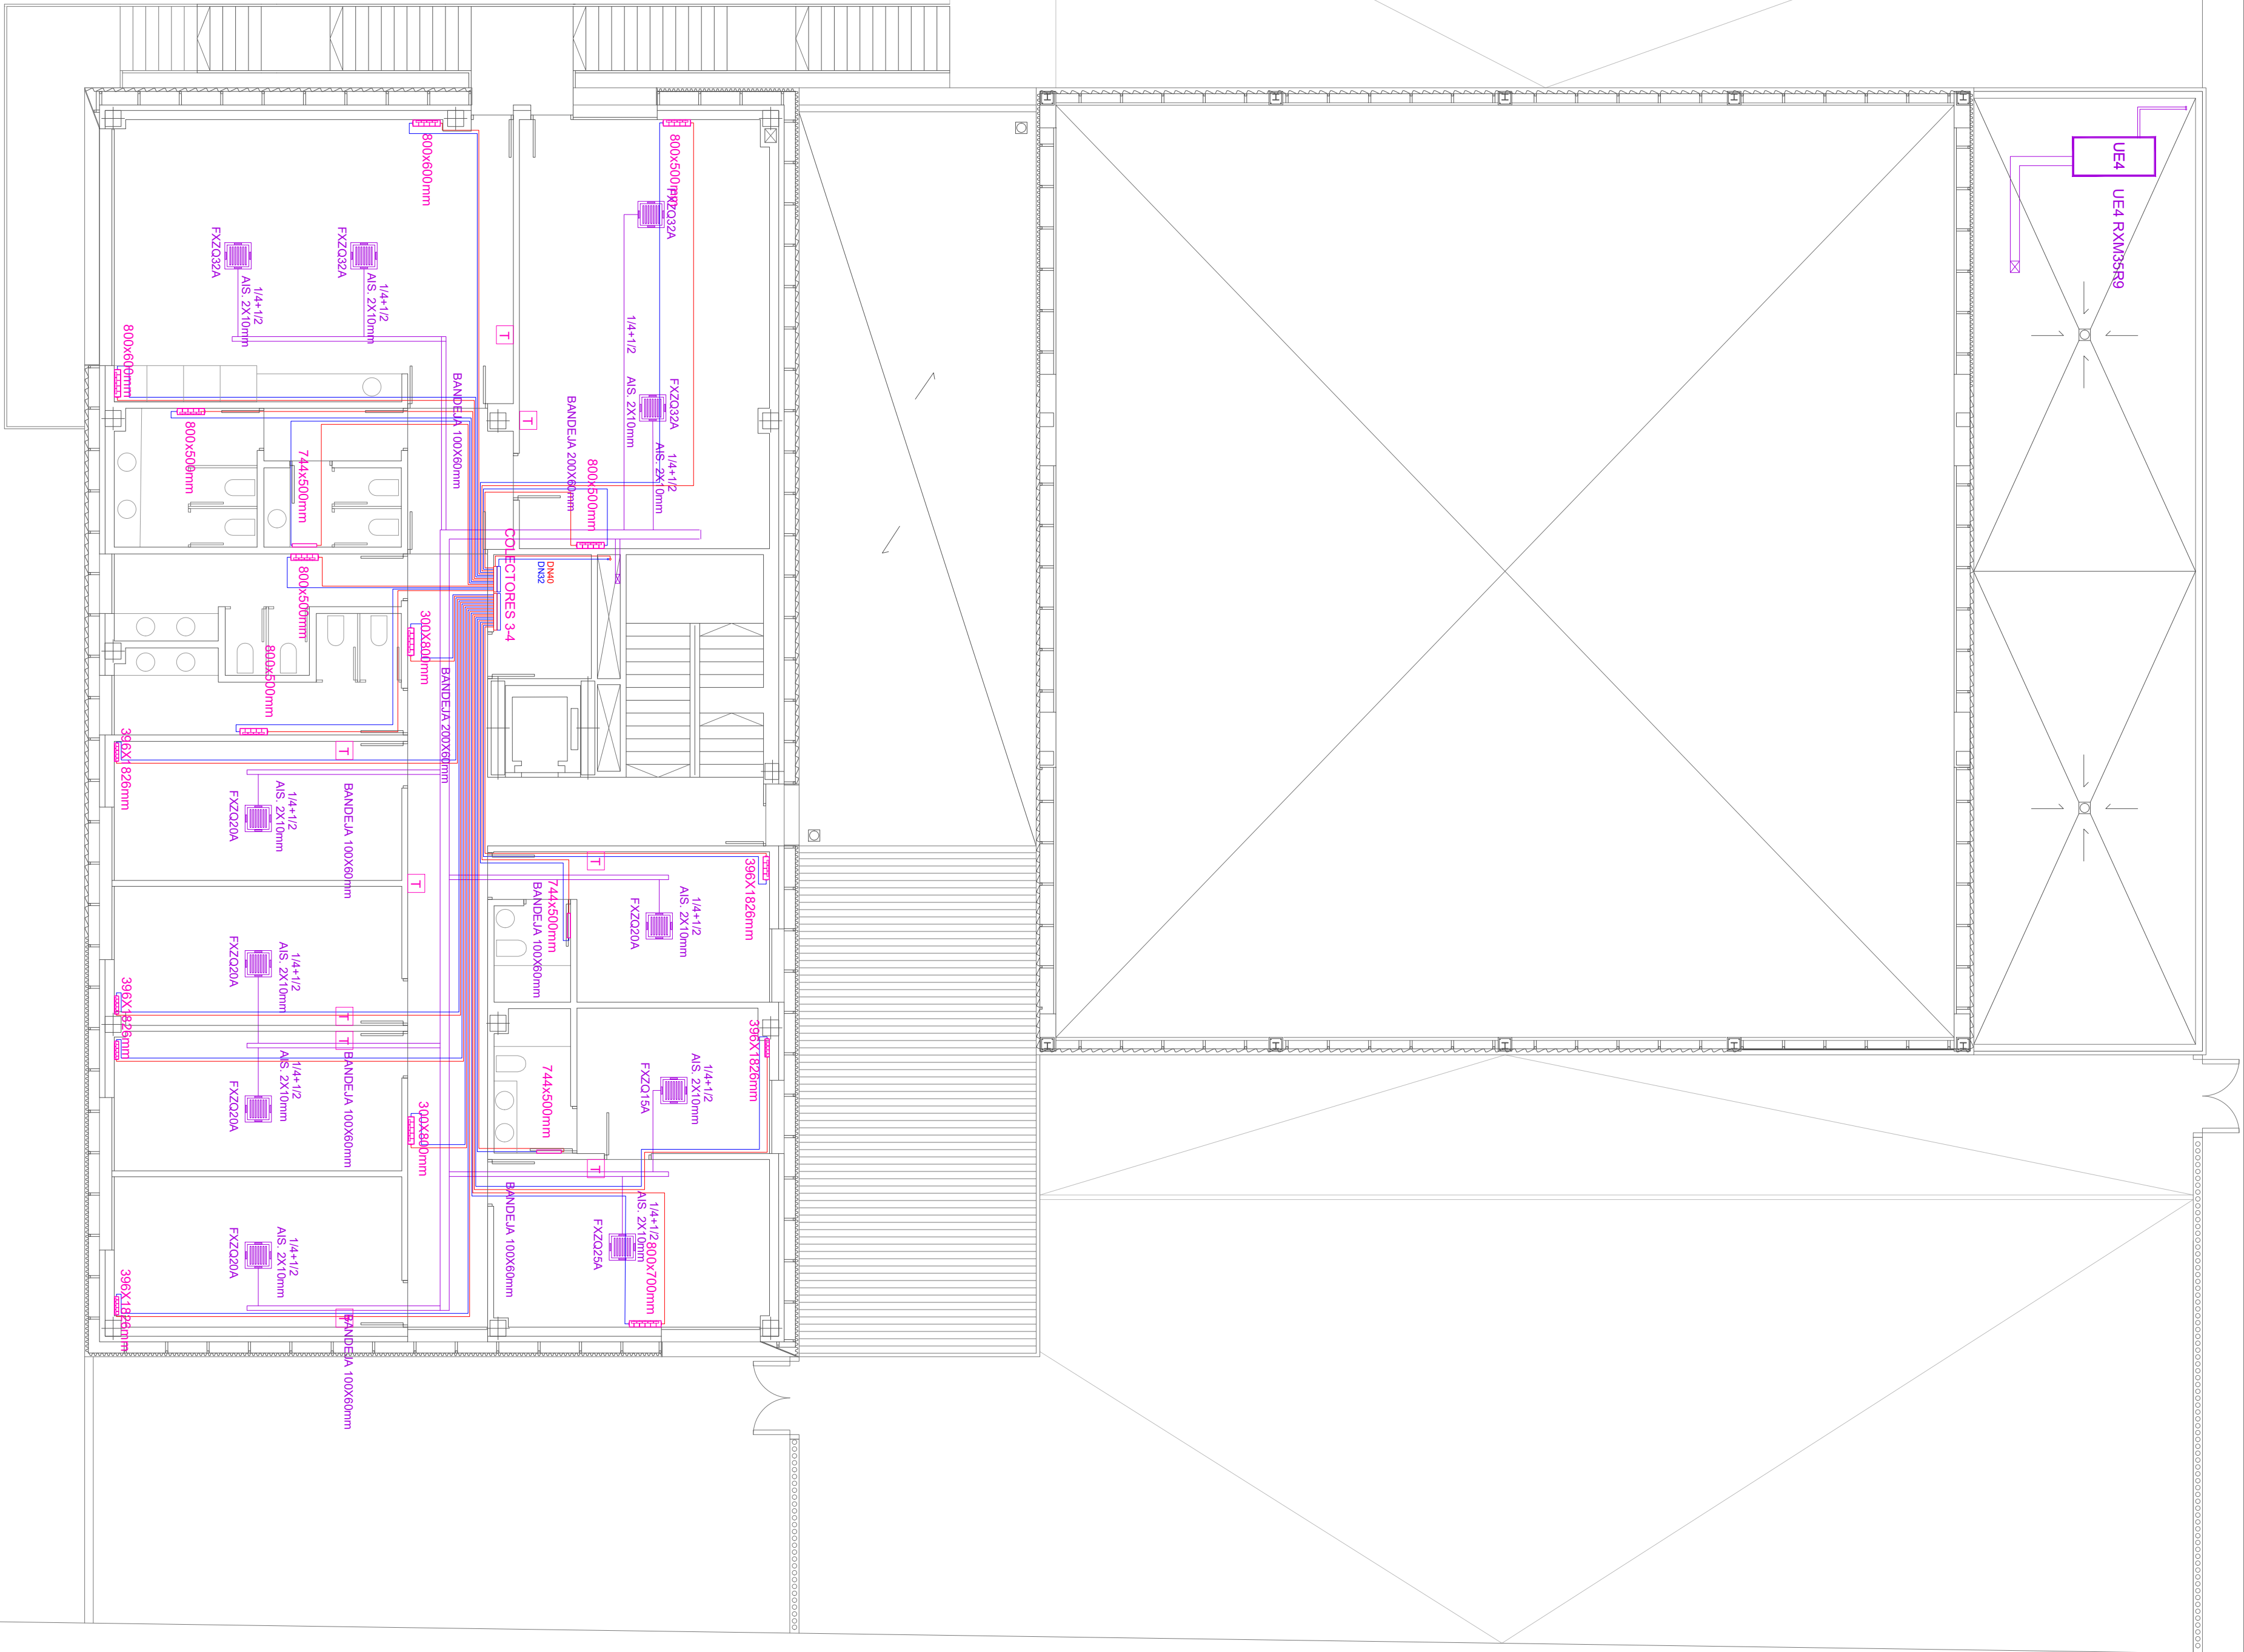 UE4
UE4 RXM35R9
800x600mm
800x500mm
FXZQ32A
FXZQ32A
1/4+1/2
AIS. 2X10mm
FXZQ32A
1/4+1/2
AIS. 2X10mm
T
1/4+1/2
AIS. 2X10mm
FXZQ32A
1/4+1/2
AIS. 2X10mm
800x600mm
BANDEJA 100X60mm
T
BANDEJA 200X60mm
800x500mm
800x500mm
744x500mm
COLECTORES 3-4
DN40
DN32
800x500mm
300X800mm
800x500mm
BANDEJA 200X60mm
396X1826mm
T
FXZQ20A
1/4+1/2
AIS. 2X10mm
BANDEJA 100X60mm
T
T
396X1826mm
744x500mm
BANDEJA 100X60mm
FXZQ20A
1/4+1/2
AIS. 2X10mm
FXZQ20A
1/4+1/2
AIS. 2X10mm
396X1826mm
T
T
396X1826mm
FXZQ20A
1/4+1/2
AIS. 2X10mm
BANDEJA 100X60mm
300X800mm
744x500mm
FXZQ15A
1/4+1/2
AIS. 2X10mm
T
BANDEJA 100X60mm
FXZQ25A
1/4+1/2
AIS. 2X10mm
800x700mm
FXZQ20A
1/4+1/2
AIS. 2X10mm
396X1826mm
T
BANDEJA 100X60mm